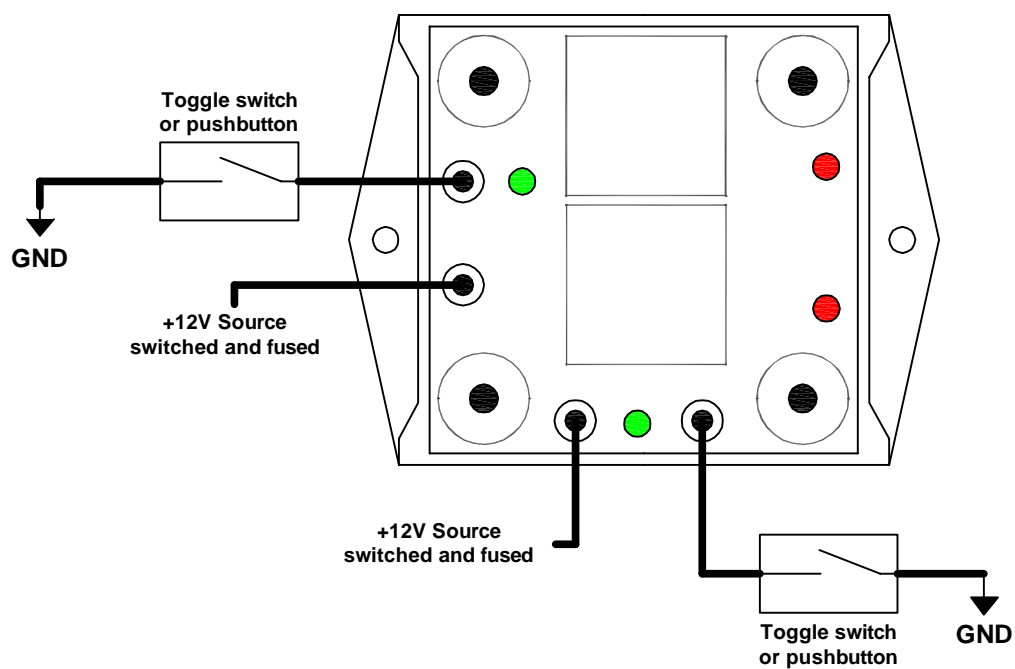 Toggle switch
or pushbutton
GND
+12V Source
switched and fused
+12V Source
switched and fused
Toggle switch
or pushbutton
GND